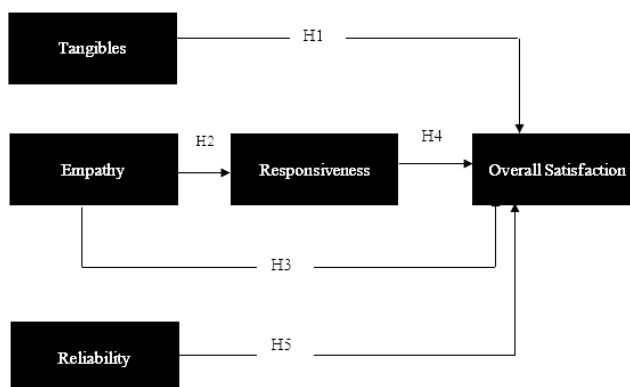 H1
Tangibles
H2
H4
Empathy
Responsiveness
Overall Satisfaction
H3
Reliability
H5